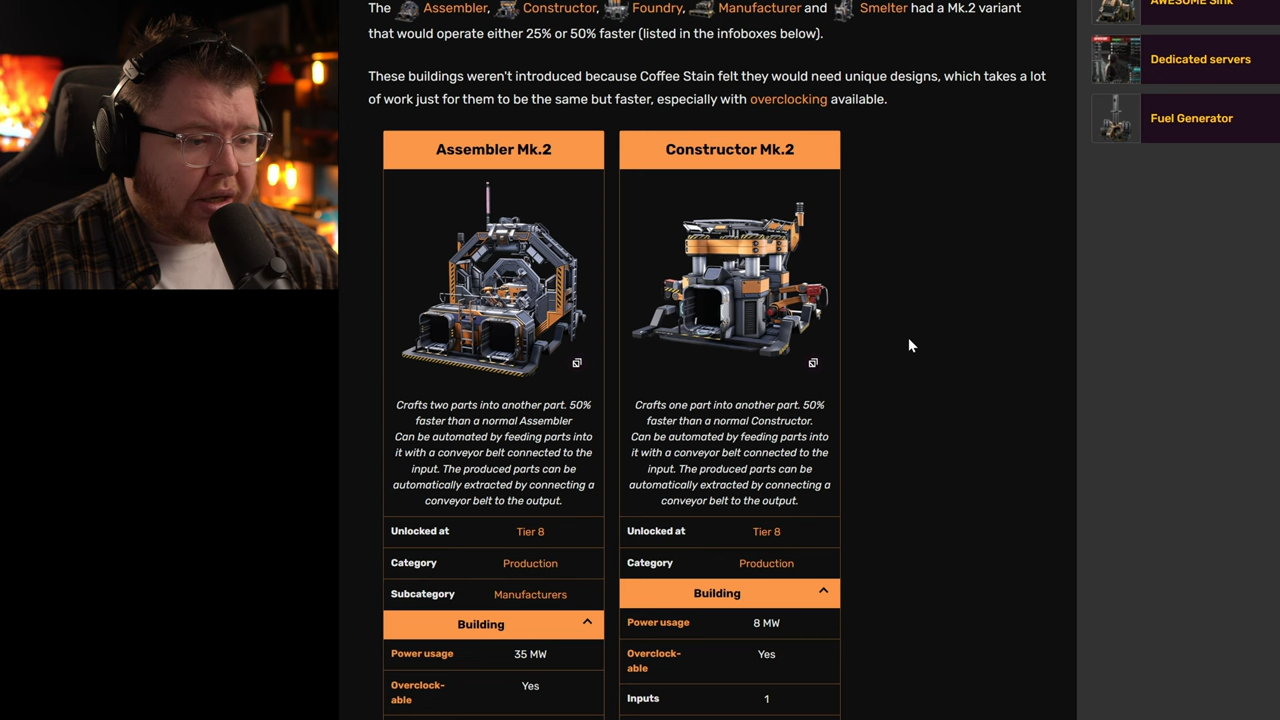 The Assembler, Constructor, Foundry, Manufacturer and Smelter had a Mk.2 variant
that would operate either 25% or 50% faster (listed in the infoboxes below).
These buildings weren't introduced because Coffee Stain felt they would need unique designs, which takes a lot
of work just for them to be the same but faster, especially with overclocking available.
Assembler Mk.2
Crafts two parts into another part. 50%
faster than a normal Assembler
Can be automated by feeding parts into
it with a conveyor belt connected to the
input. The produced parts can be
automatically extracted by connecting a
conveyor belt to the output.
Unlocked at Tier 8
Category Production
Subcategory Manufacturers
Building
Power usage 35 MW
Overclock-
able Yes
Constructor Mk.2
Crafts one part into another part. 50%
faster than a normal Constructor.
Can be automated by feeding parts into
it with a conveyor belt connected to the
input. The produced parts can be
automatically extracted by connecting a
conveyor belt to the output.
Unlocked at Tier 8
Category Production
Building
Power usage 8 MW
Overclock-
able Yes
Inputs 1
AWESOME Sink
Dedicated servers
Fuel Generator